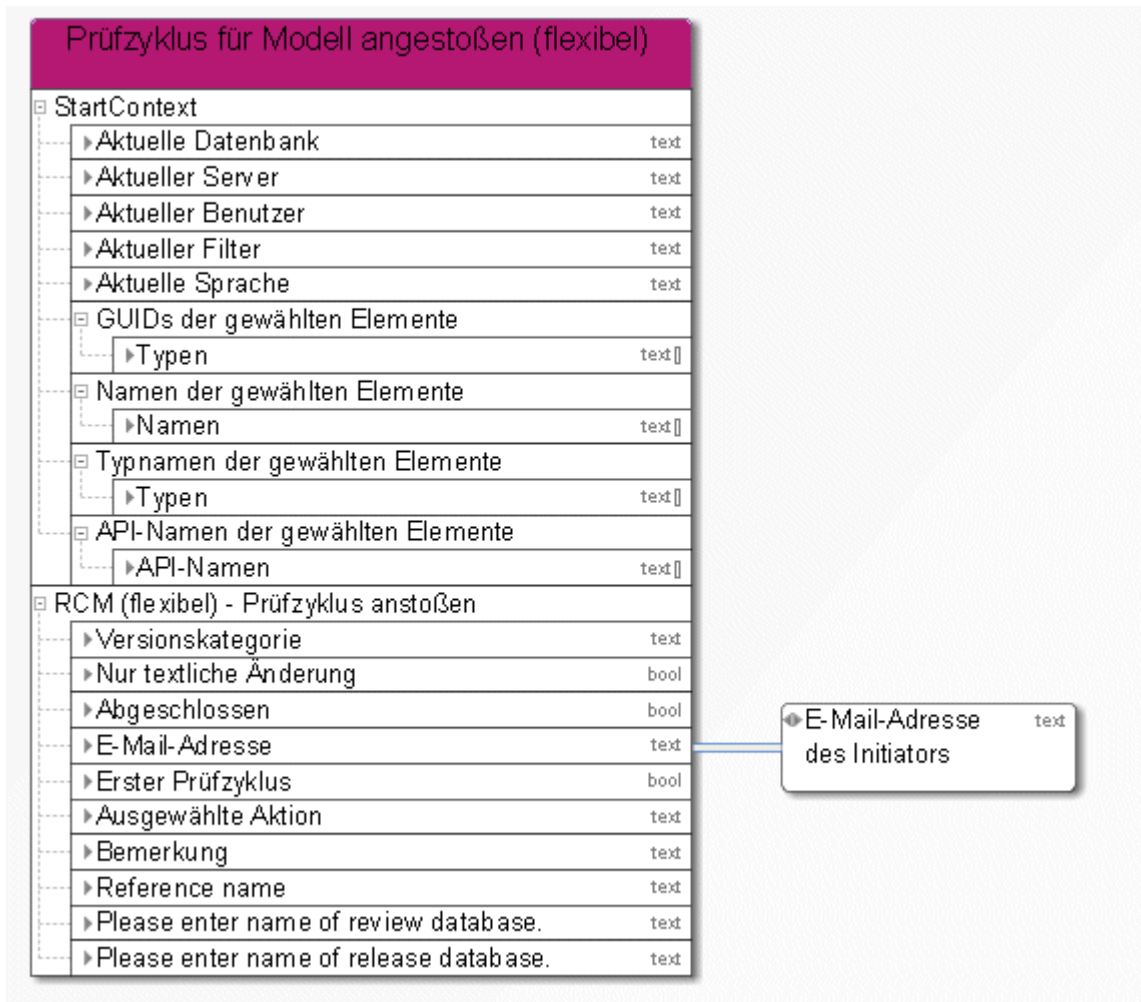 Prüfzyklus für Modell angestoßen (flexibel)
StartContext
Aktuelle Datenbank text
Aktueller Server text
Aktueller Benutzer text
Aktueller Filter text
Aktuelle Sprache text
GUIDs der gewählten Elemente
Typen text[]
Namen der gewählten Elemente
Namen text[]
Typnamen der gewählten Elemente
Typen text[]
API-Namen der gewählten Elemente
API-Namen text[]
RCM (flexibel) - Prüfzyklus anstoßen
Versionskategorie text
Nur textliche Änderung bool
Abgeschlossen bool
E-Mail-Adresse text
Erster Prüfzyklus bool
Ausgewählte Aktion text
Bemerkung text
Reference name text
Please enter name of review database. text
Please enter name of release database. text
E-Mail-Adresse text
des Initiators